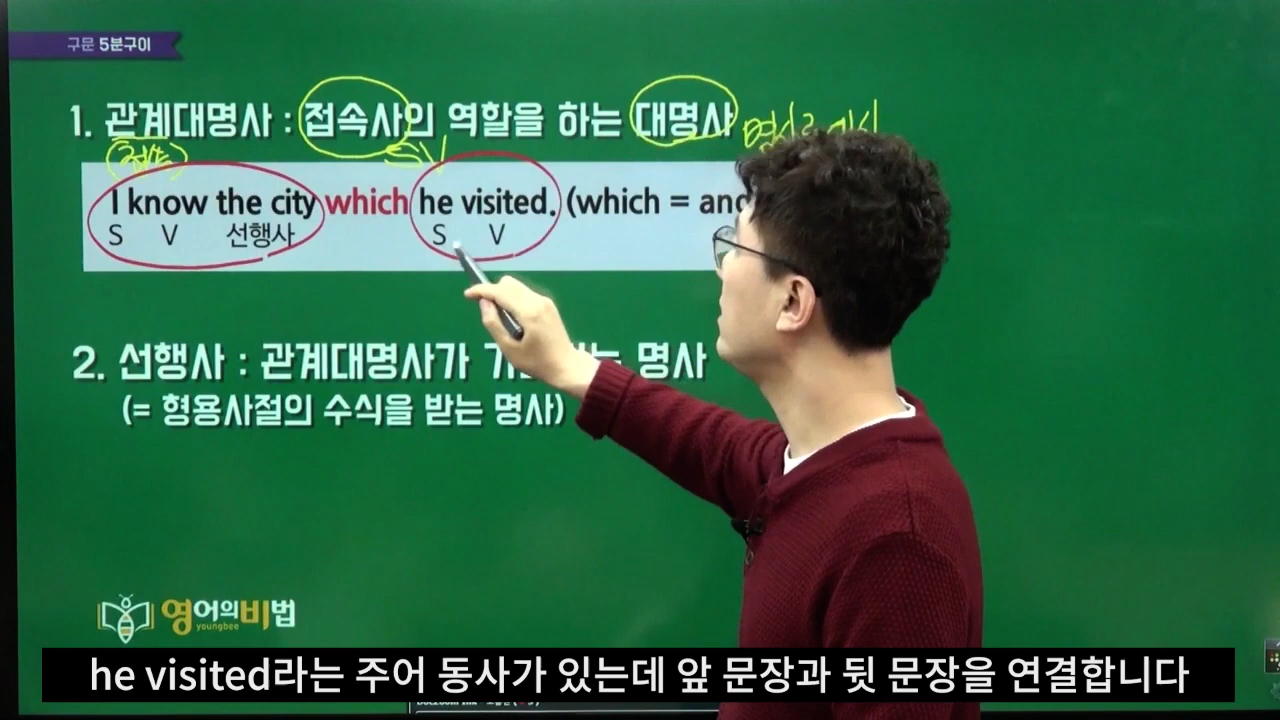 구문 5분구이
1. 관계대명사 : 접속사의 역할을 하는 대명사
SV
I know the city which he visited. (which = and
S V 선행사 S V
2. 선행사 : 관계대명사가 명사
(= 형용사절의 수식을 받는 명사)
영어의비법
youngbee
he visited라는 주어 동사가 있는데 앞 문장과 뒷 문장을 연결합니다